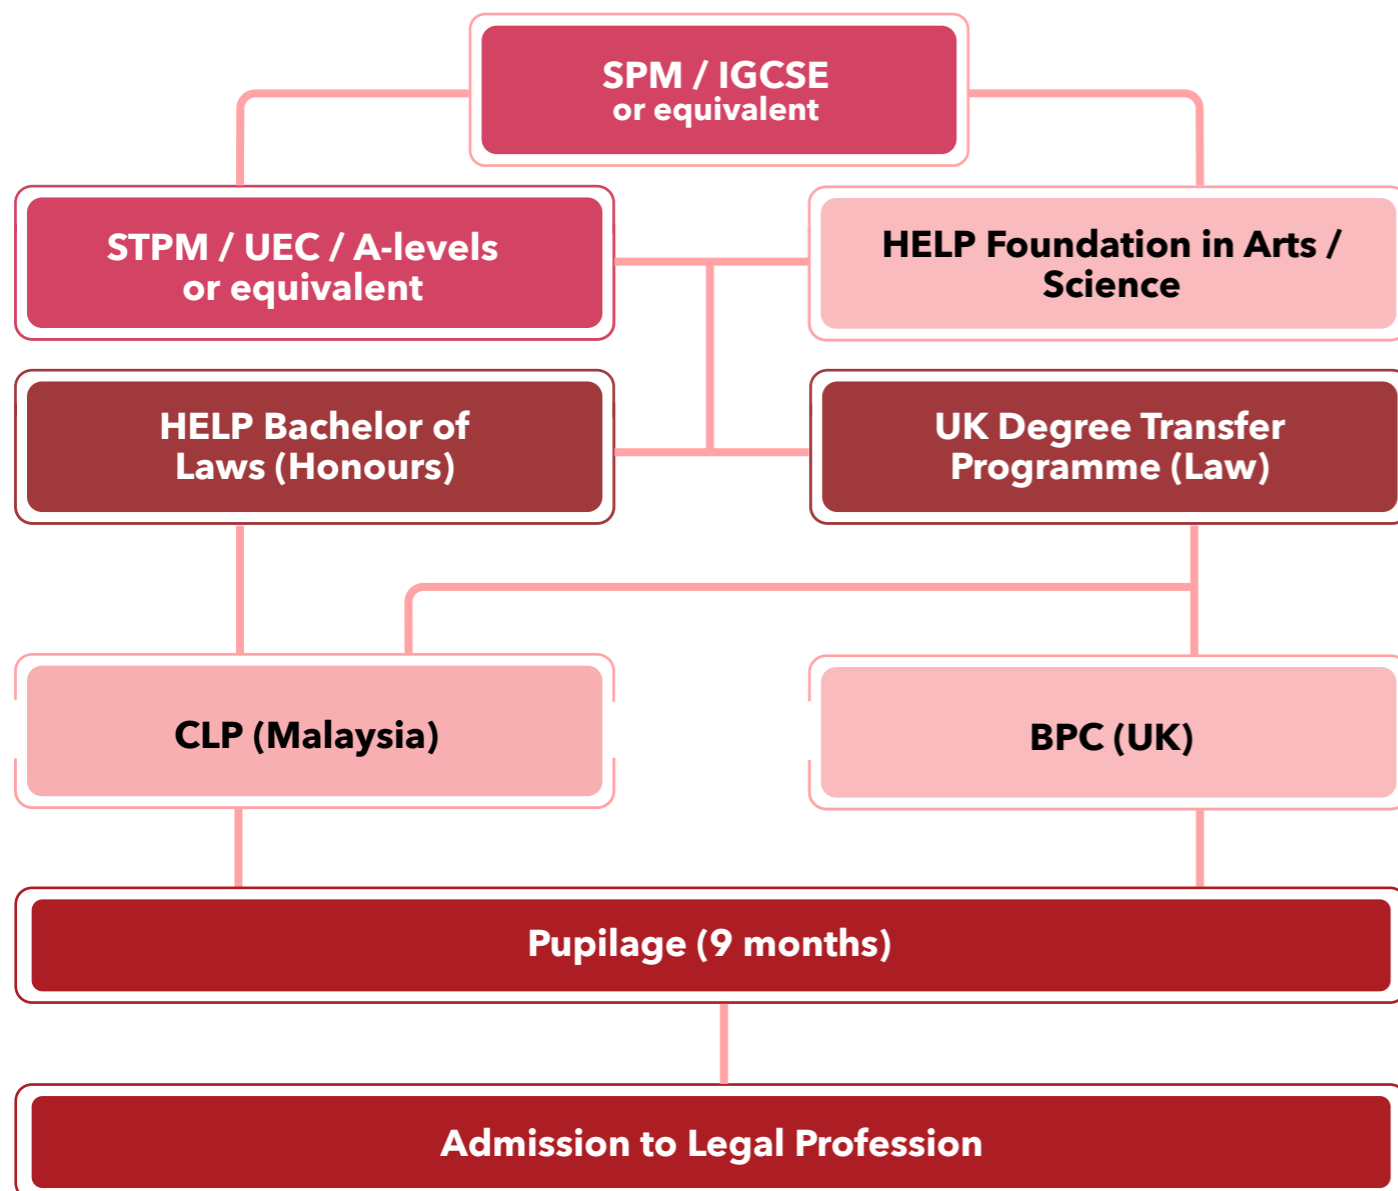 SPM / IGCSE
or equivalent
STPM / UEC / A-levels
or equivalent
HELP Foundation in Arts /
Science
HELP Bachelor of
Laws (Honours)
UK Degree Transfer
Programme (Law)
CLP (Malaysia)
BPC (UK)
Pupilage (9 months)
Admission to Legal Profession